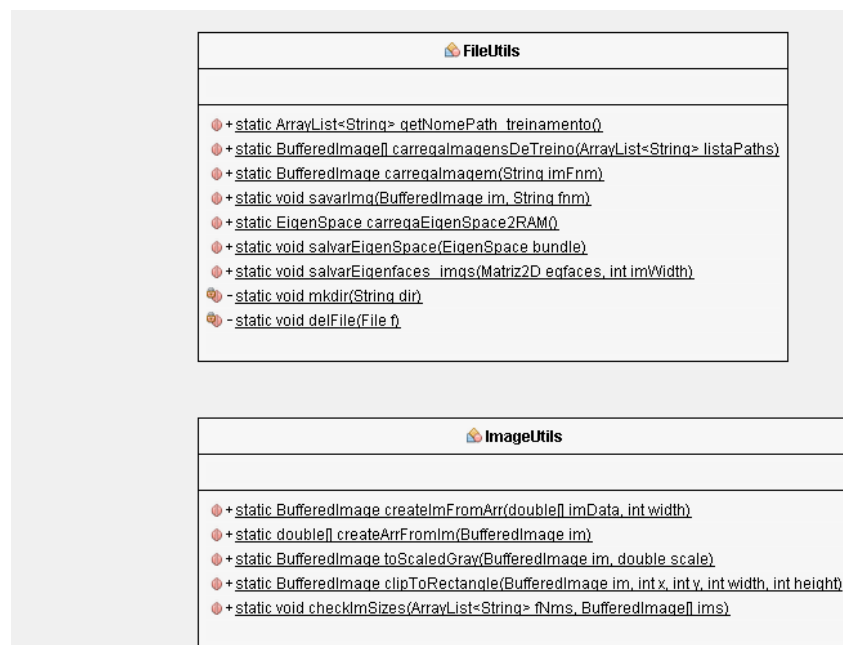 FileUtils
+ static ArrayList<String> getNomePath_treinamento()
+ static BufferedImage[] carregaImagensDeTreino(ArrayList<String> listaPaths)
+ static BufferedImage carregaImagem(String imFnm)
+ static void savarImg(BufferedImage im, String fnm)
+ static EigenSpace carregaEigenSpace2RAM()
+ static void salvarEigenSpace(EigenSpace bundle)
+ static void salvarEigenfaces_imgs(Matriz2D egfaces, int imWidth)
- static void mkdir(String dir)
- static void delFile(File f)
ImageUtils
+ static BufferedImage createImFromArr(double[] imData, int width)
+ static double[] createArrFromIm(BufferedImage im)
+ static BufferedImage toScaledGray(BufferedImage im, double scale)
+ static BufferedImage clipToRectangle(BufferedImage im, int x, int y, int width, int height)
+ static void checkImSizes(ArrayList<String> fNms, BufferedImage[] ims)